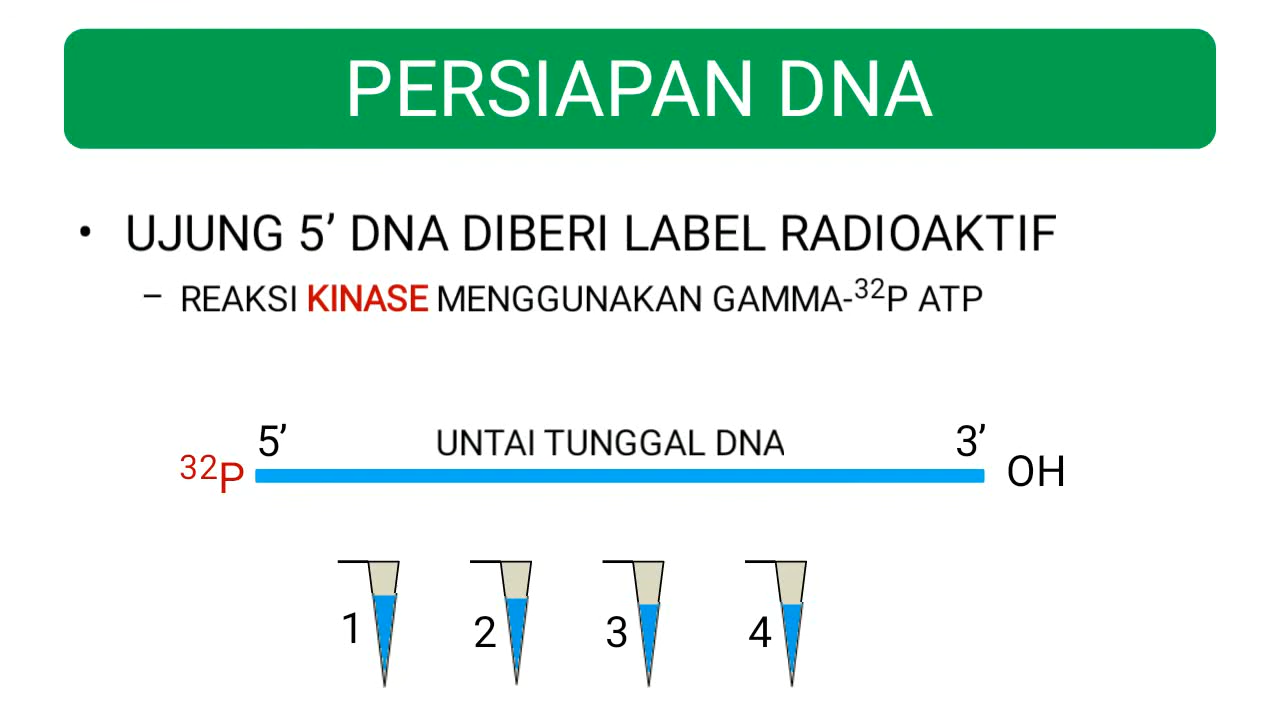 PERSIAPAN DNA
• UJUNG 5’ DNA DIBERI LABEL RADIOAKTIF
– REAKSI KINASE MENGGUNAKAN GAMMA-³²P ATP
5’ UNTAI TUNGGAL DNA 3’
³²P OH
1 2 3 4